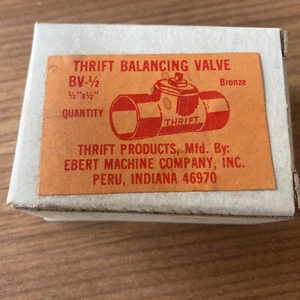 THRIFT BALANCING VALVE
BV-½ Bronze
½"x½"
QUANTITY
THRIFT
THRIFT PRODUCTS, Mfd. By:
EBERT MACHINE COMPANY, INC.
PERU, INDIANA 46970